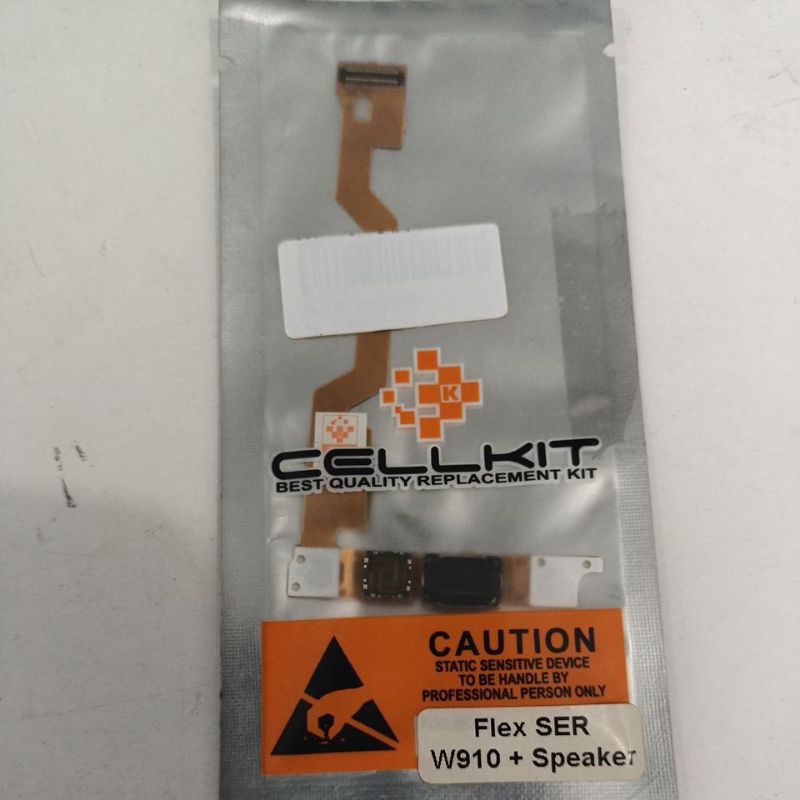 K
CELLKIT
BEST QUALITY REPLACEMENT KIT
CAUTION
STATIC SENSITIVE DEVICE
TO BE HANDLE BY
PROFESSIONAL PERSON ONLY
Flex SER
W910 + Speaker